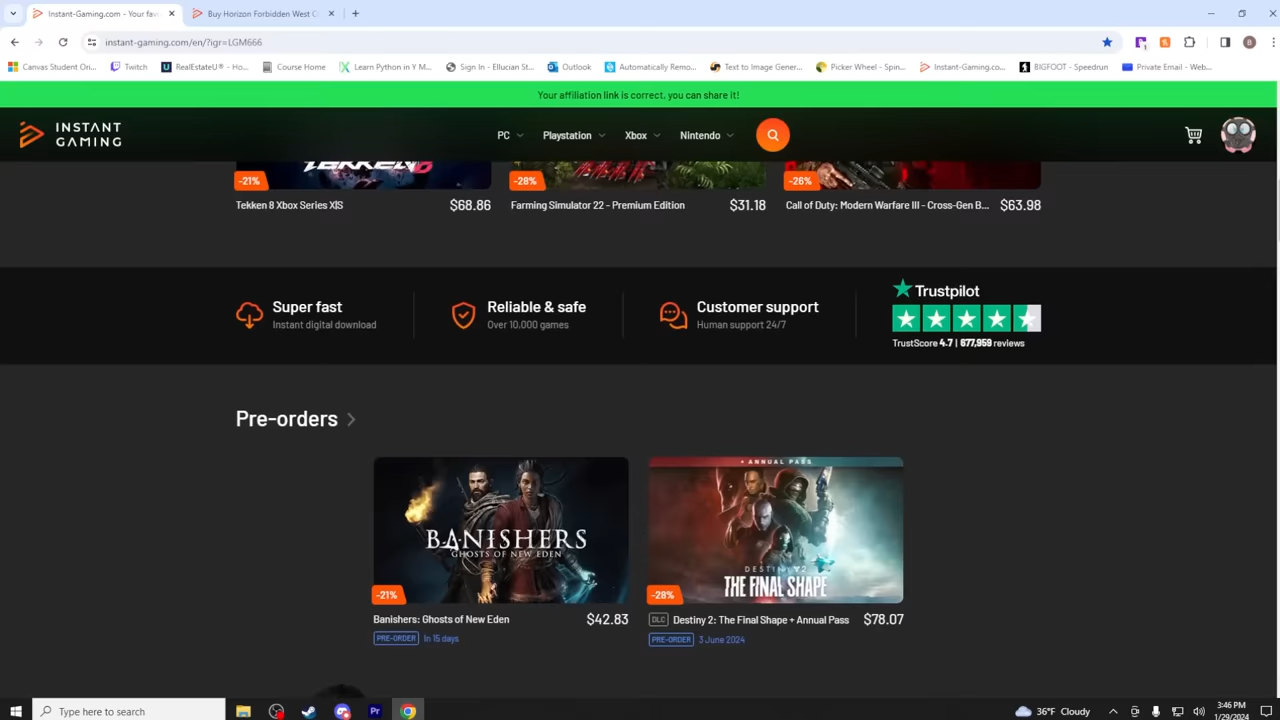 Instant-Gaming.com - Your fav
Buy Horizon Forbidden West C
instant-gaming.com/en/?igr=LGM666
Canvas Student On...
Twitch
RealEstateU® - Ho...
Course Home
Learn Python in Y M...
Sign In - Ellucian St...
Outlook
Automatically Remo...
Text to Image Gener...
Picker Wheel - Spin...
Instant-Gaming.co...
BIGFOOT - Speedrun
Private Email - Web...
Your affiliation link is correct, you can share it!
INSTANT
GAMING
PC
Playstation
Xbox
Nintendo
-21%
-28%
-26%
Tekken 8 Xbox Series X|S
$68.86
Farming Simulator 22 - Premium Edition
$31.18
Call of Duty: Modern Warfare III - Cross-Gen B...
$63.98
Super fast
Instant digital download
Reliable & safe
Over 10,000 games
Customer support
Human support 24/7
Trustpilot
TrustScore 4.7 | 677,959 reviews
Pre-orders
BANISHERS
GHOSTS OF NEW EDEN
-21%
Banishers: Ghosts of New Eden
$42.83
PRE-ORDER
In 15 days
+ ANNUAL PASS
DESTINY 2
THE FINAL SHAPE
-28%
DLC
Destiny 2: The Final Shape + Annual Pass
$78.07
PRE-ORDER
3 June 2024
Type here to search
Pr
36°F Cloudy
3:46 PM
1/29/2024